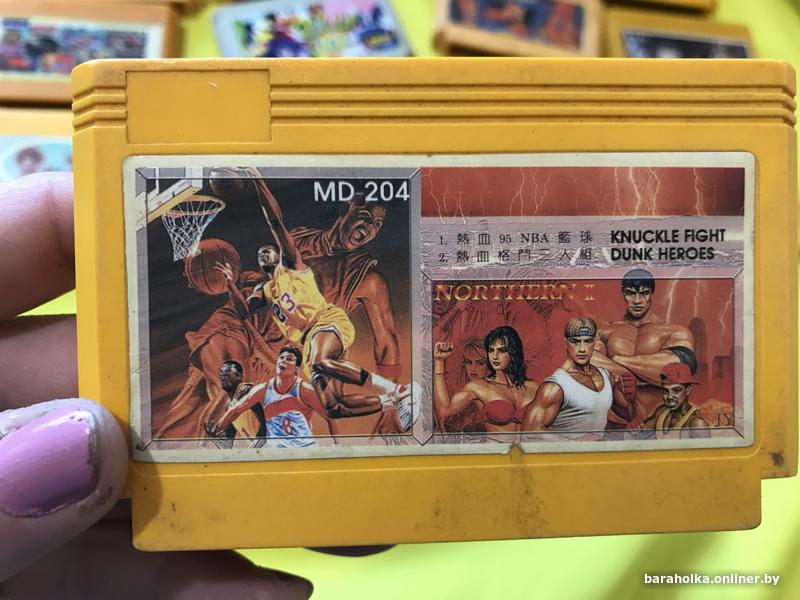 MD-204
1. 熱血 95 NBA 籃球 KNUCKLE FIGHT
2. 熱血格鬥二人組 DUNK HEROES
NORTHERN II
23
8
JS
baraholka.onliner.by